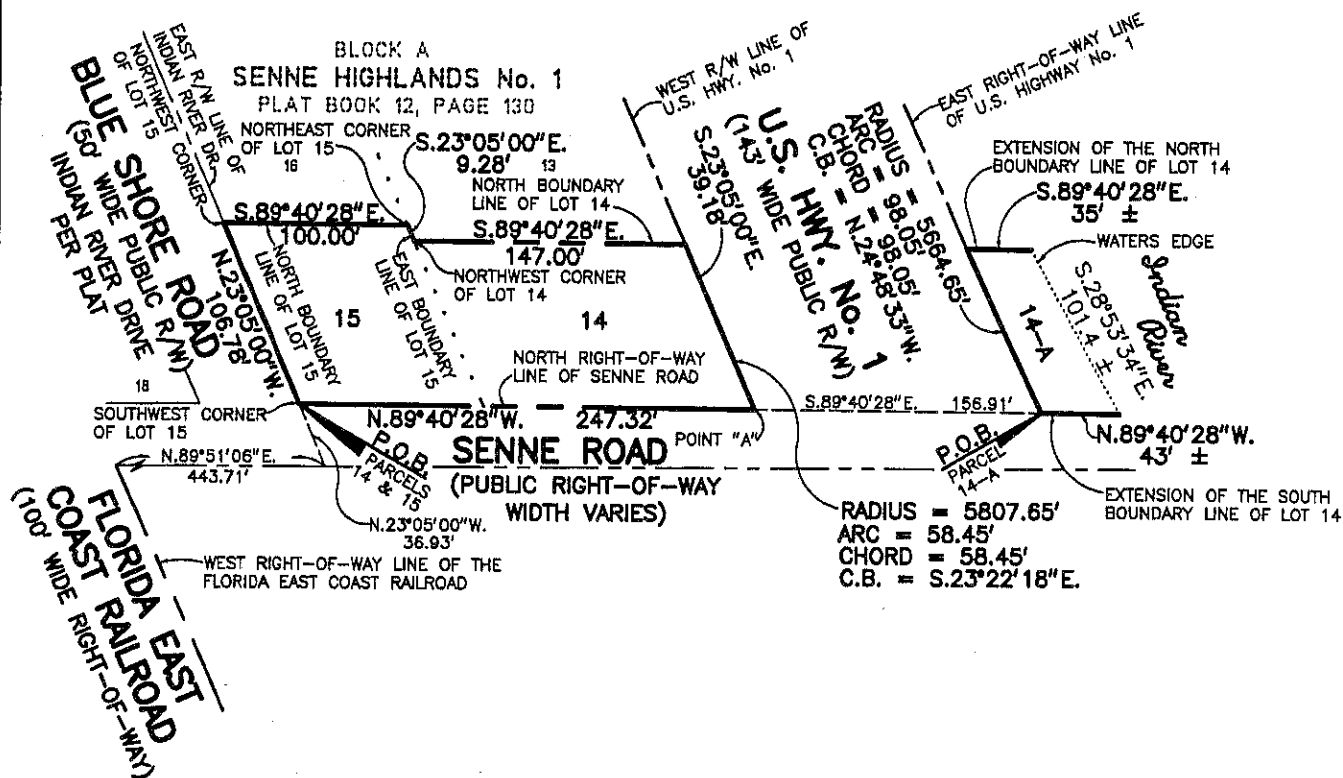 BLOCK A
SENNE HIGHLANDS No. 1
PLAT BOOK 12, PAGE 130
EAST R/W LINE OF
INDIAN RIVER DR.
NORTHWEST CORNER
OF LOT 15
BLUE SHORE ROAD
(50' WIDE PUBLIC R/W)
INDIAN RIVER DRIVE
PER PLAT
NORTHEAST CORNER
OF LOT 15
16
S.23°05'00"E.
9.28'
13
NORTH BOUNDARY
LINE OF LOT 14
S.89°40'28"E.
100.00'
S.89°40'28"E.
147.00'
NORTHWEST CORNER
OF LOT 14
N.23°05'00"W.
106.78'
NORTH BOUNDARY
LINE OF LOT 15
EAST BOUNDARY
LINE OF LOT 15
15
14
WEST R/W LINE OF
U.S. HWY. No. 1
S.23°05'00"E.
39.18'
U.S. HWY. No. 1
(143' WIDE PUBLIC R/W)
RADIUS = 5664.65'
ARC = 98.05'
CHORD = 98.05'
C.B. = N.24°48'33"W.
EAST RIGHT-OF-WAY LINE
OF U.S. HIGHWAY No. 1
EXTENSION OF THE NORTH
BOUNDARY LINE OF LOT 14
S.89°40'28"E.
35' ±
WATERS EDGE
Indian
River
S.28°53'34"E.
101.4 ±
14-A
18
SOUTHWEST CORNER
OF LOT 15
NORTH RIGHT-OF-WAY
LINE OF SENNE ROAD
N.89°40'28"W. 247.32'
S.89°40'28"E. 156.91'
POINT "A"
P.O.B.
PARCELS
14 & 15
SENNE ROAD
(PUBLIC RIGHT-OF-WAY
WIDTH VARIES)
P.O.B.
PARCEL
14-A
N.89°40'28"W.
43' ±
EXTENSION OF THE SOUTH
BOUNDARY LINE OF LOT 14
N.89°51'06"E.
443.71'
N.23°05'00"W.
36.93'
WEST RIGHT-OF-WAY LINE OF THE
FLORIDA EAST COAST RAILROAD
FLORIDA EAST
COAST RAILROAD
(100' WIDE RIGHT-OF-WAY)
RADIUS = 5807.65'
ARC = 58.45'
CHORD = 58.45'
C.B. = S.23°22'18"E.